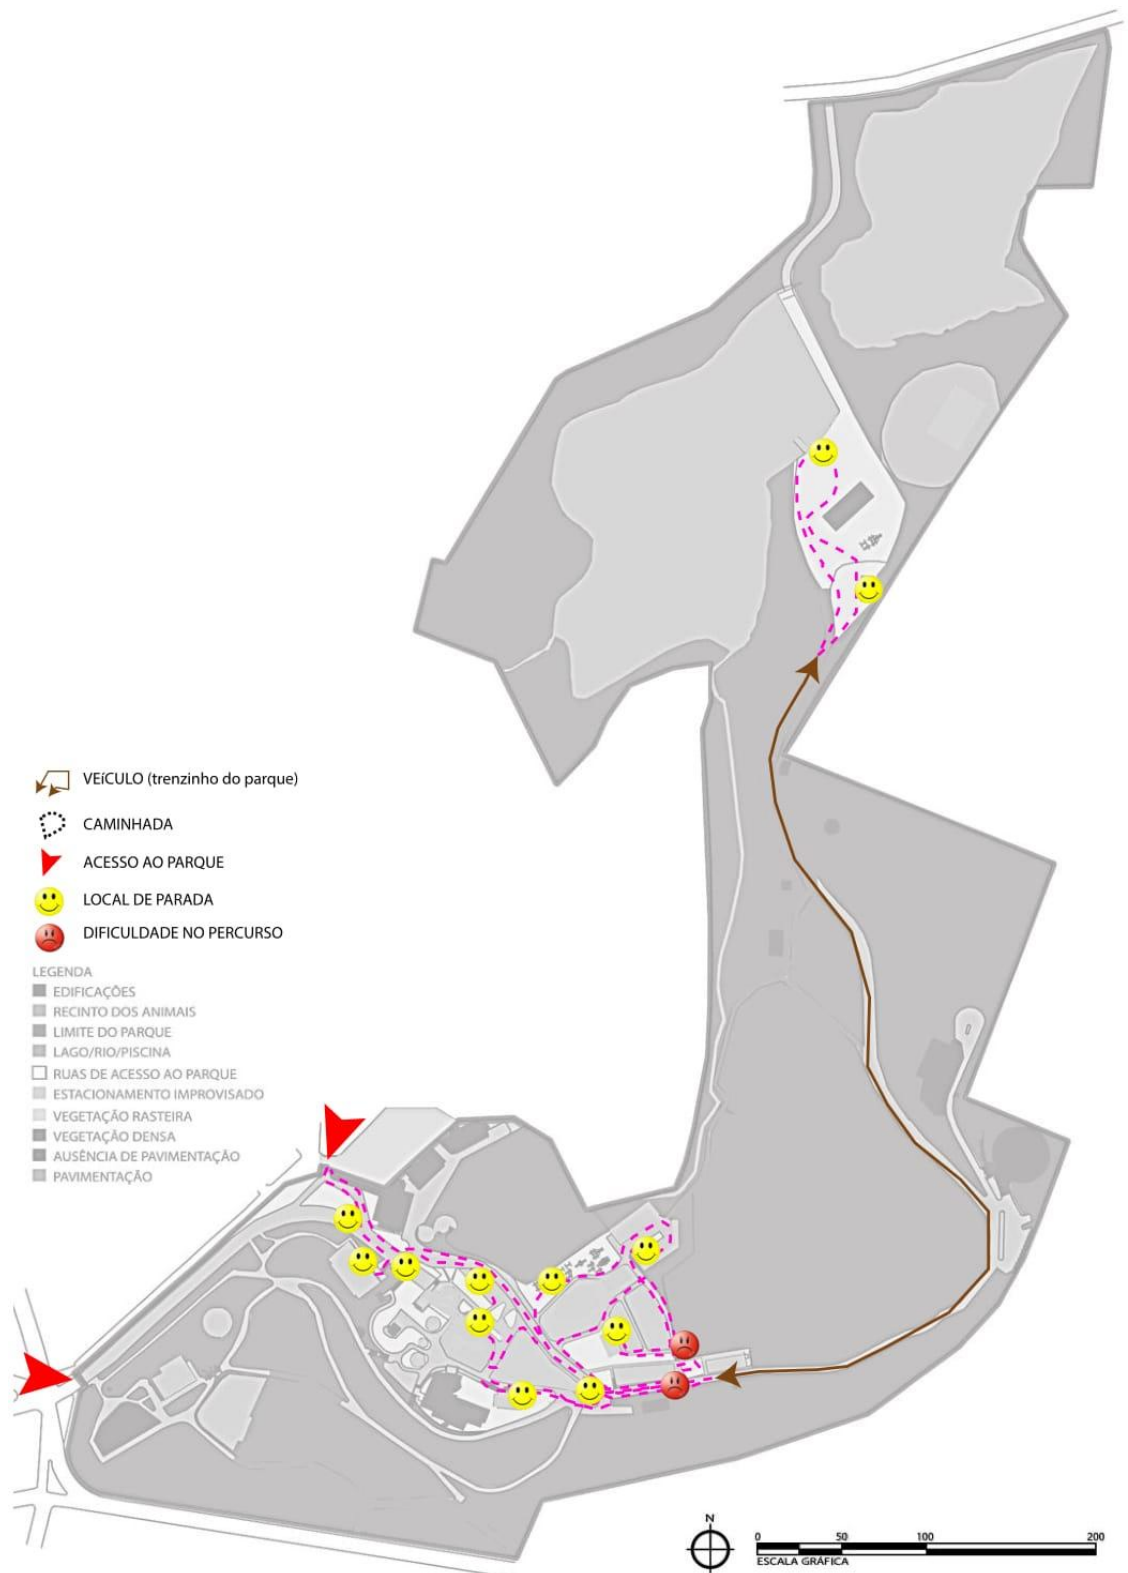 VEíCULO (trenzinho do parque)
CAMINHADA
ACESSO AO PARQUE
LOCAL DE PARADA
DIFICULDADE NO PERCURSO
LEGENDA
EDIFICAÇÕES
RECINTO DOS ANIMAIS
LIMITE DO PARQUE
LAGO/RIO/PISCINA
RUAS DE ACESSO AO PARQUE
ESTACIONAMENTO IMPROVISADO
VEGETAÇÃO RASTEIRA
VEGETAÇÃO DENSA
AUSÊNCIA DE PAVIMENTAÇÃO
PAVIMENTAÇÃO
N
0 50 100 200
ESCALA GRÁFICA